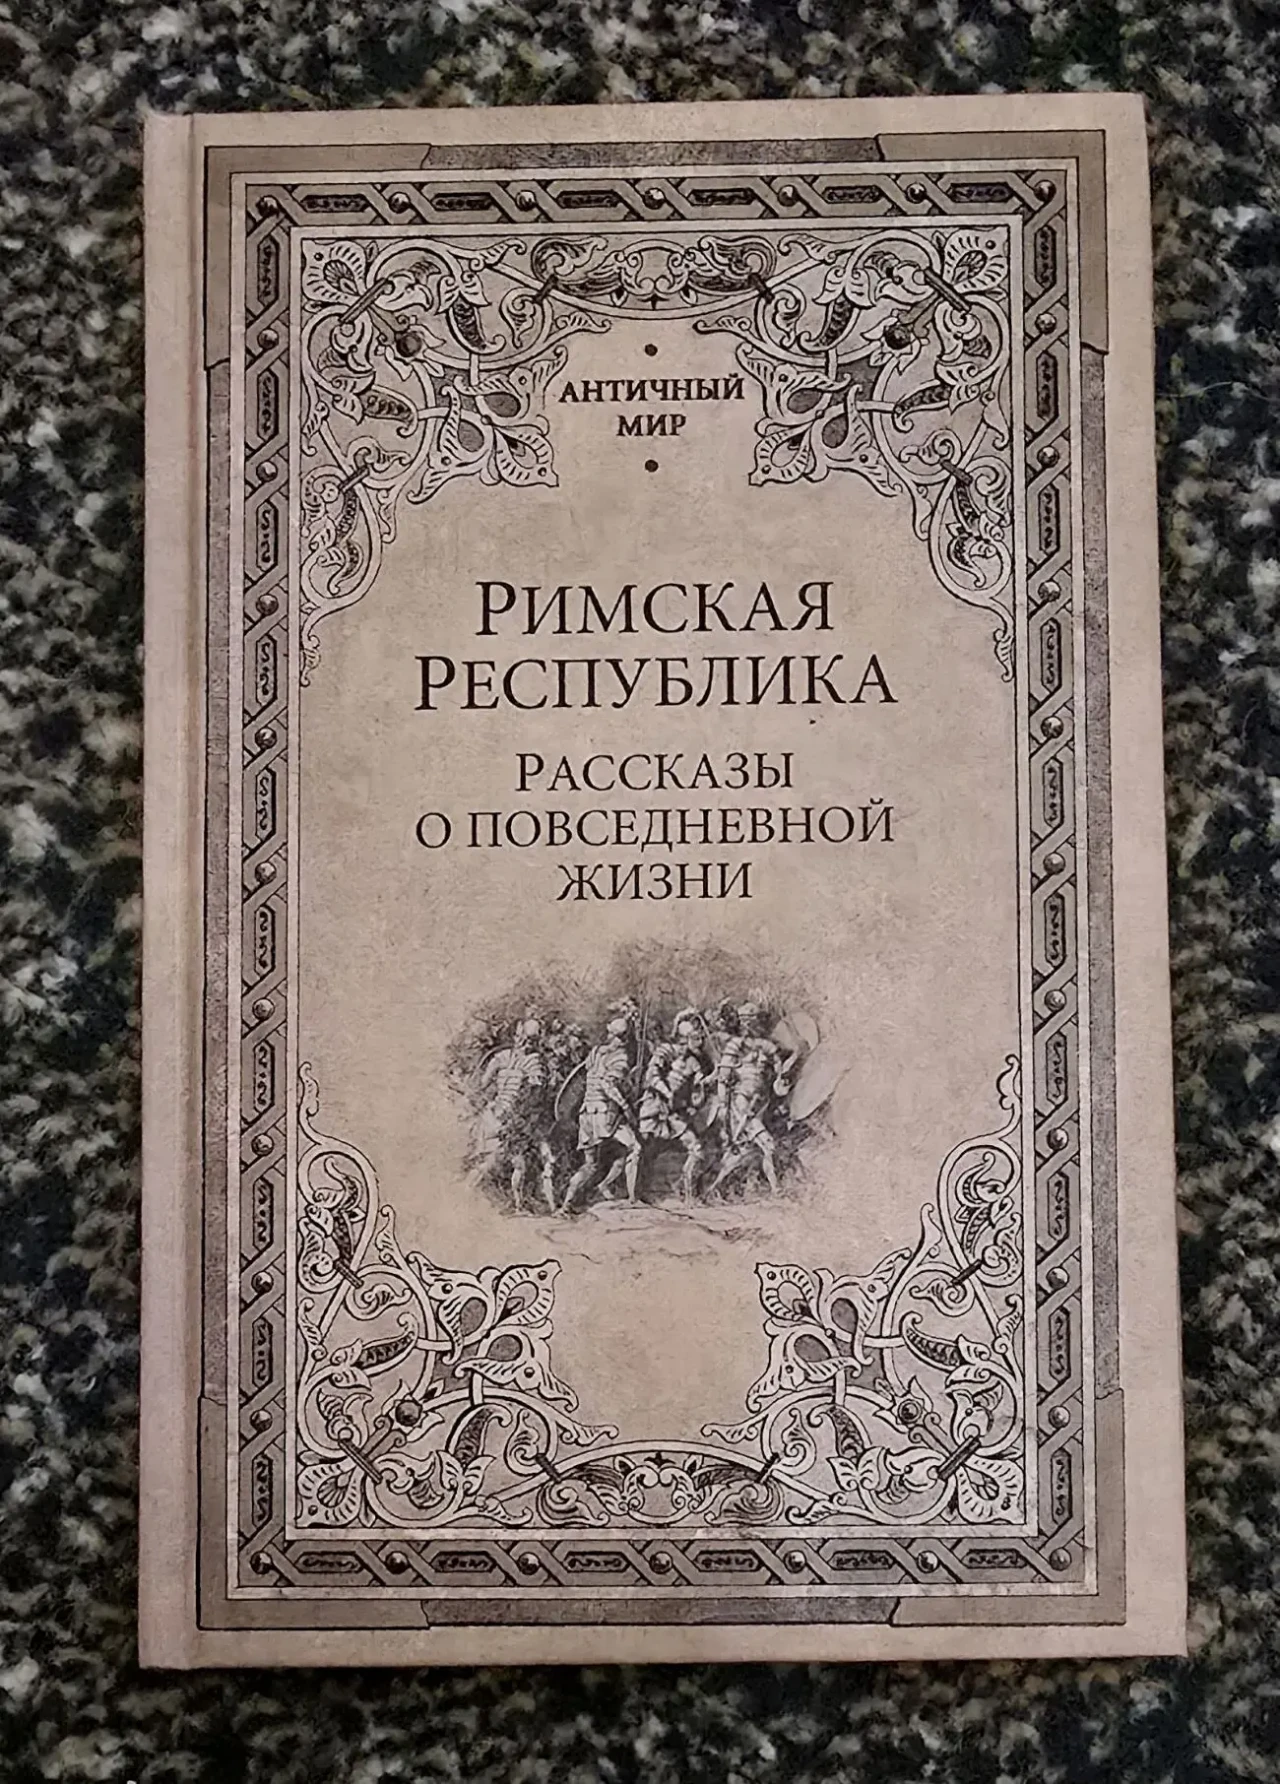 АНТИЧНЫЙ
МИР
РИМСКАЯ
РЕСПУБЛИКА
РАССКАЗЫ
О ПОВСЕДНЕВНОЙ
ЖИЗНИ